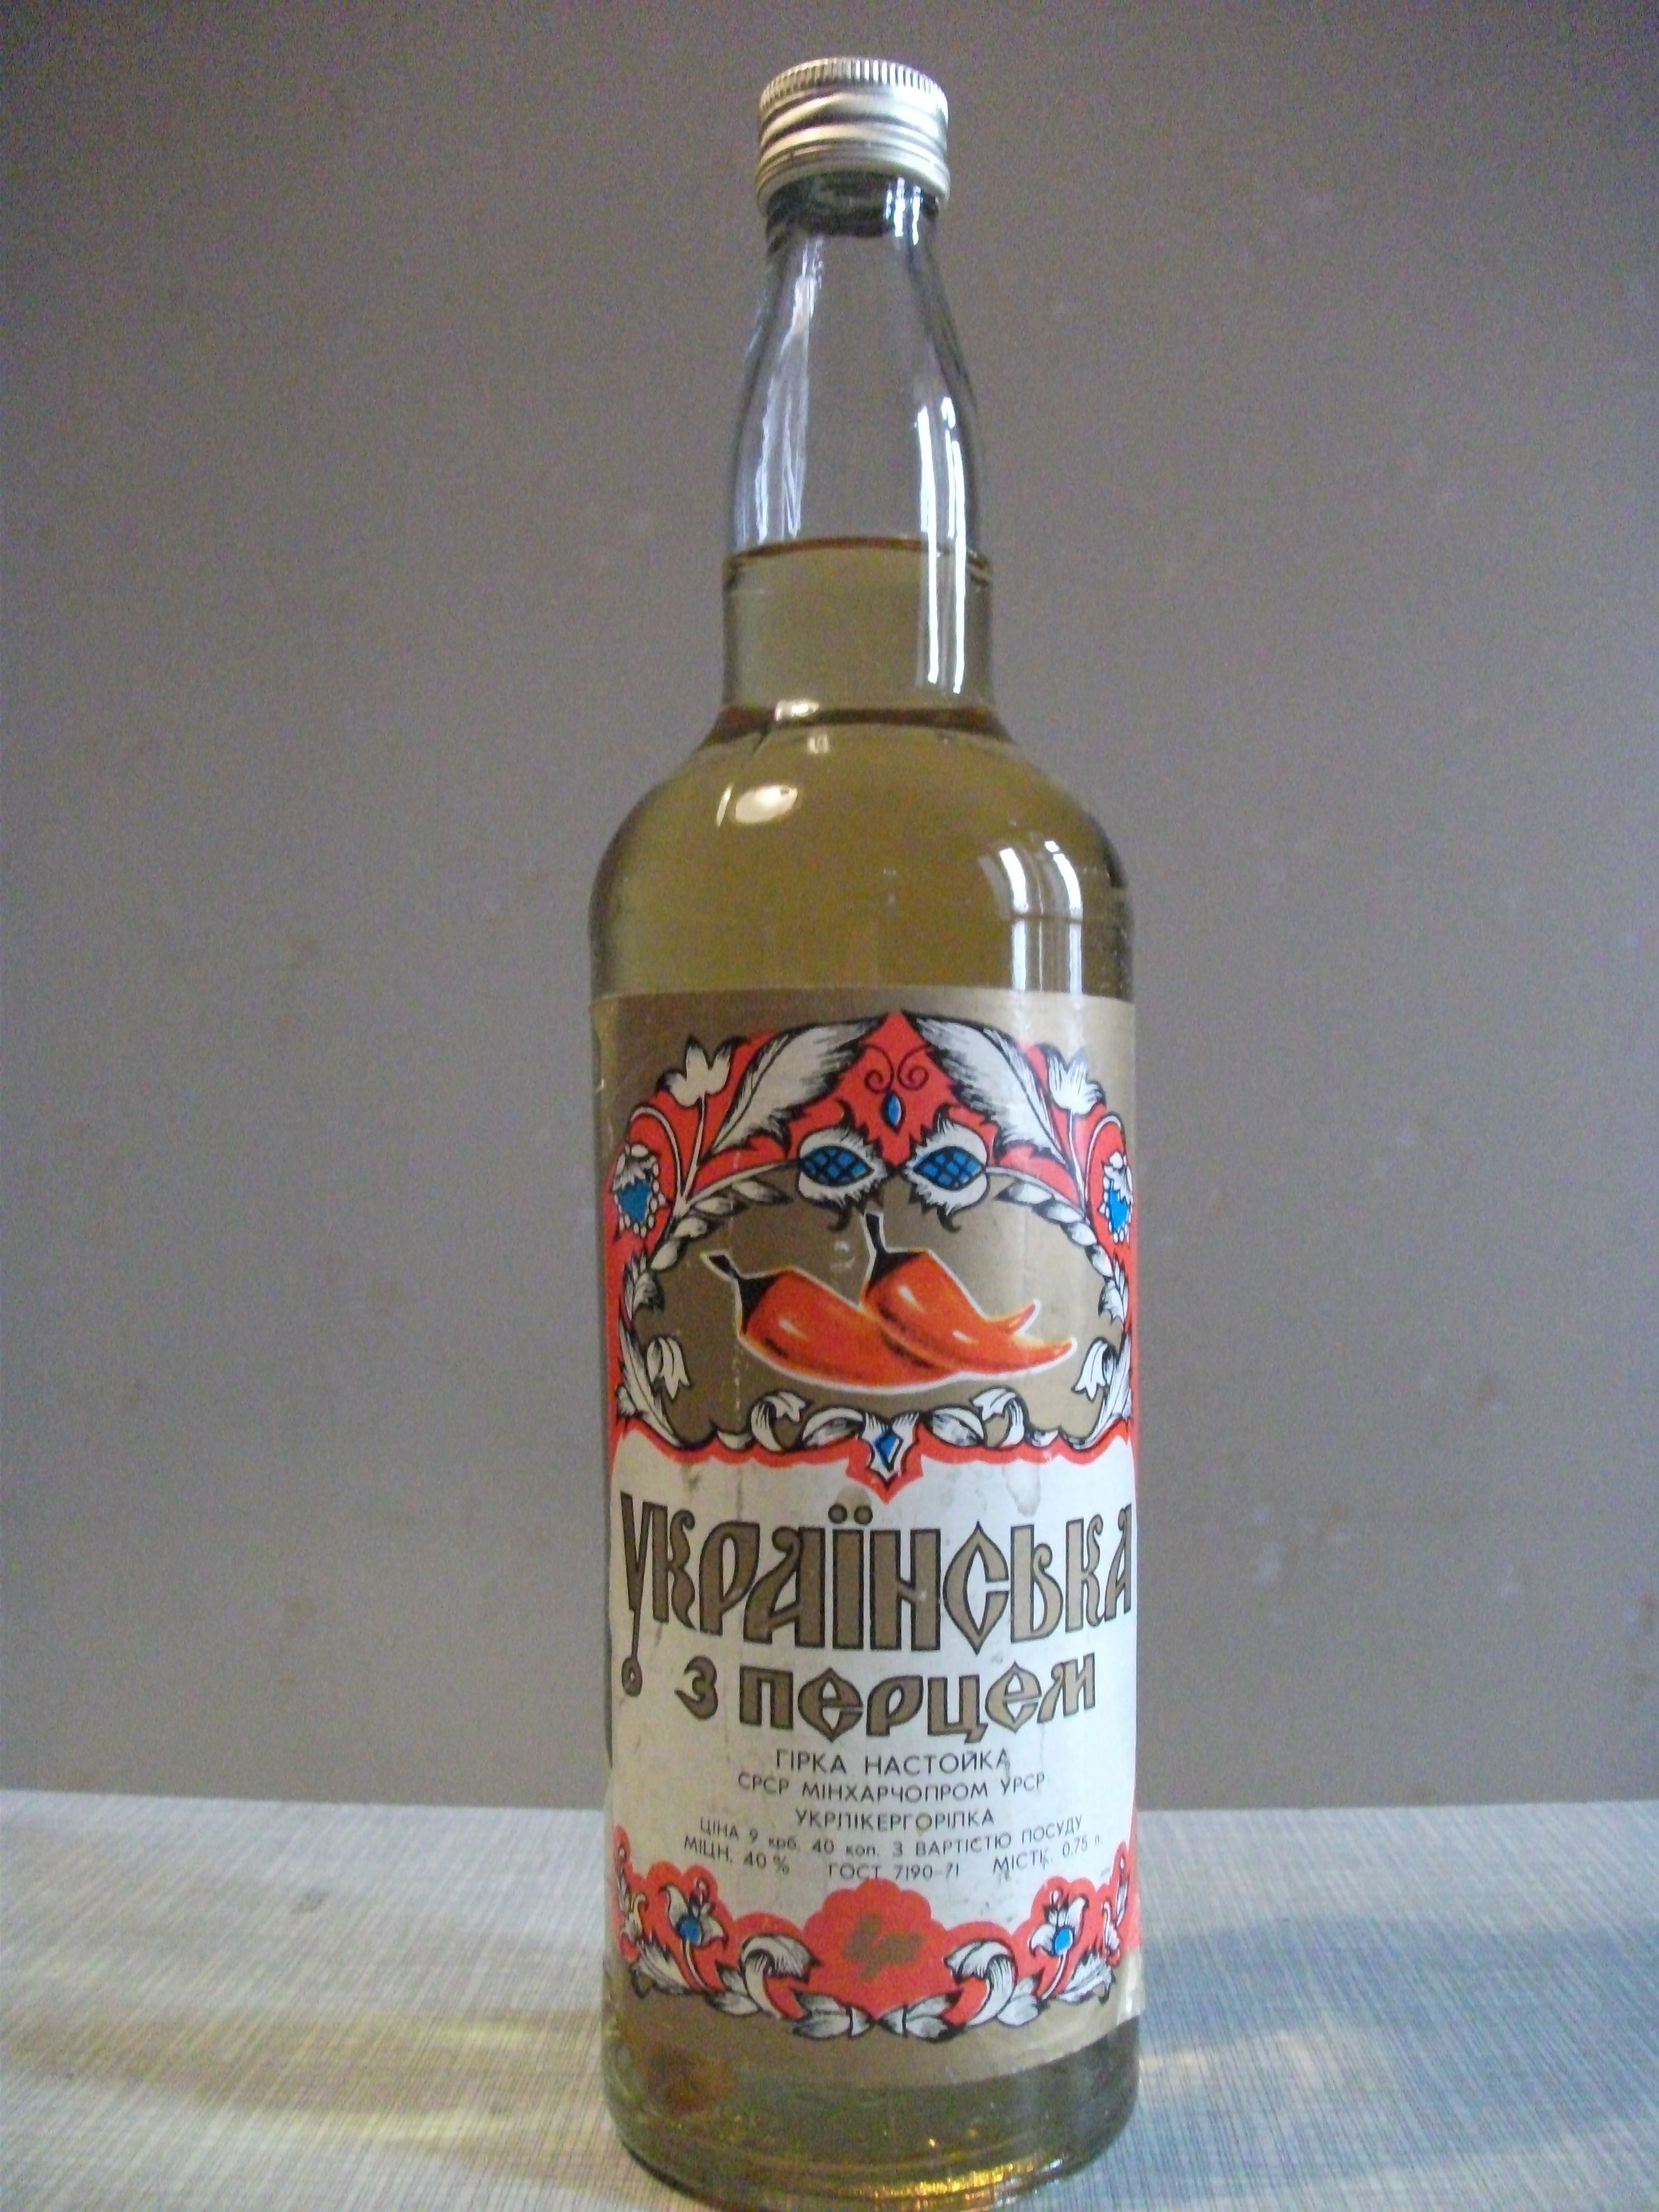 УКРАЇНСЬКА
З ПЕРЦЕМ
ГІРКА НАСТОЙКА
СРСР МІНХАРЧОПРОМ УРСР
УКРЛІКЕРГОРІЛКА
ЦІНА 9 крб. 40 коп. З ВАРТІСТЮ ПОСУДУ
МІЦН. 40% ГОСТ 7190-71 МІСТК. 0,75 л.